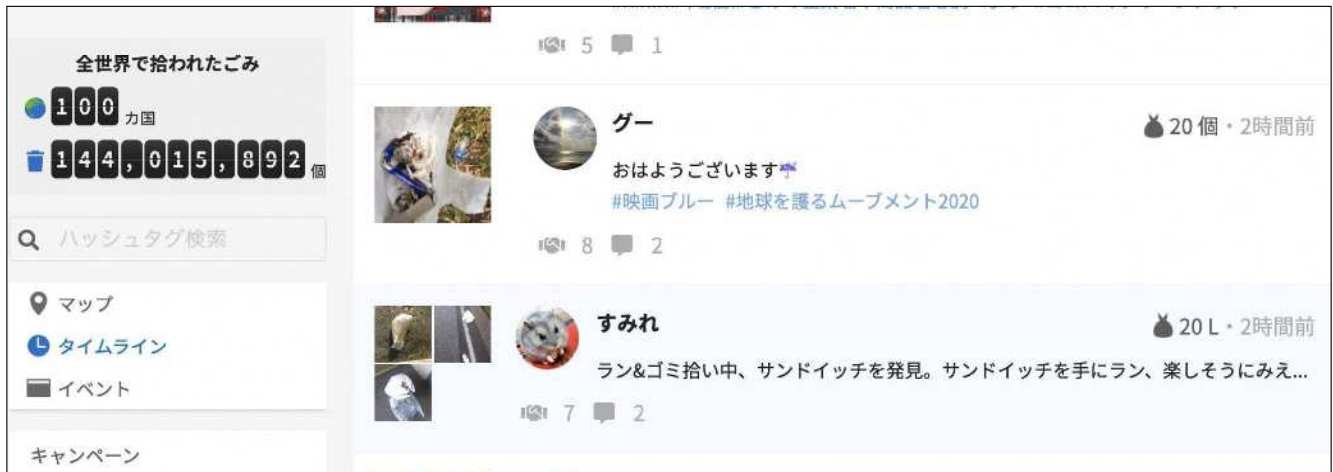 全世界で拾われたごみ
100 カ国
144,015,892 個
ハッシュタグ検索
マップ
タイムライン
イベント
キャンペーン
5 1
グー
20 個・2時間前
おはようございます☔
#映画ブルー #地球を護るムーブメント2020
8 2
すみれ
20 L・2時間前
ラン&ゴミ拾い中、サンドイッチを発見。サンドイッチを手にラン、楽しそうにみえ...
7 2